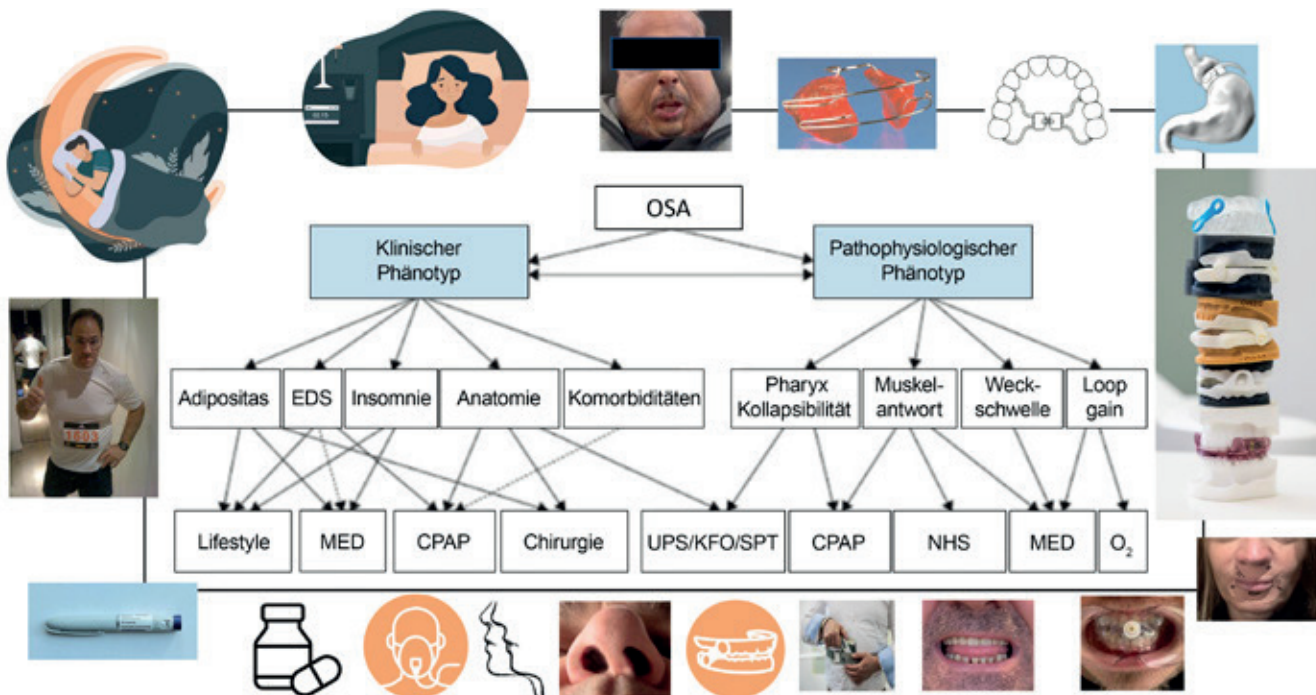 OSA
Klinischer
Phänotyp
Pathophysiologischer
Phänotyp
Adipositas
EDS
Insomnie
Anatomie
Komorbiditäten
Pharyx
Kollapsibilität
Muskel-
antwort
Weck-
schwelle
Loop
gain
Lifestyle
MED
CPAP
Chirurgie
UPS/KFO/SPT
CPAP
NHS
MED
O₂